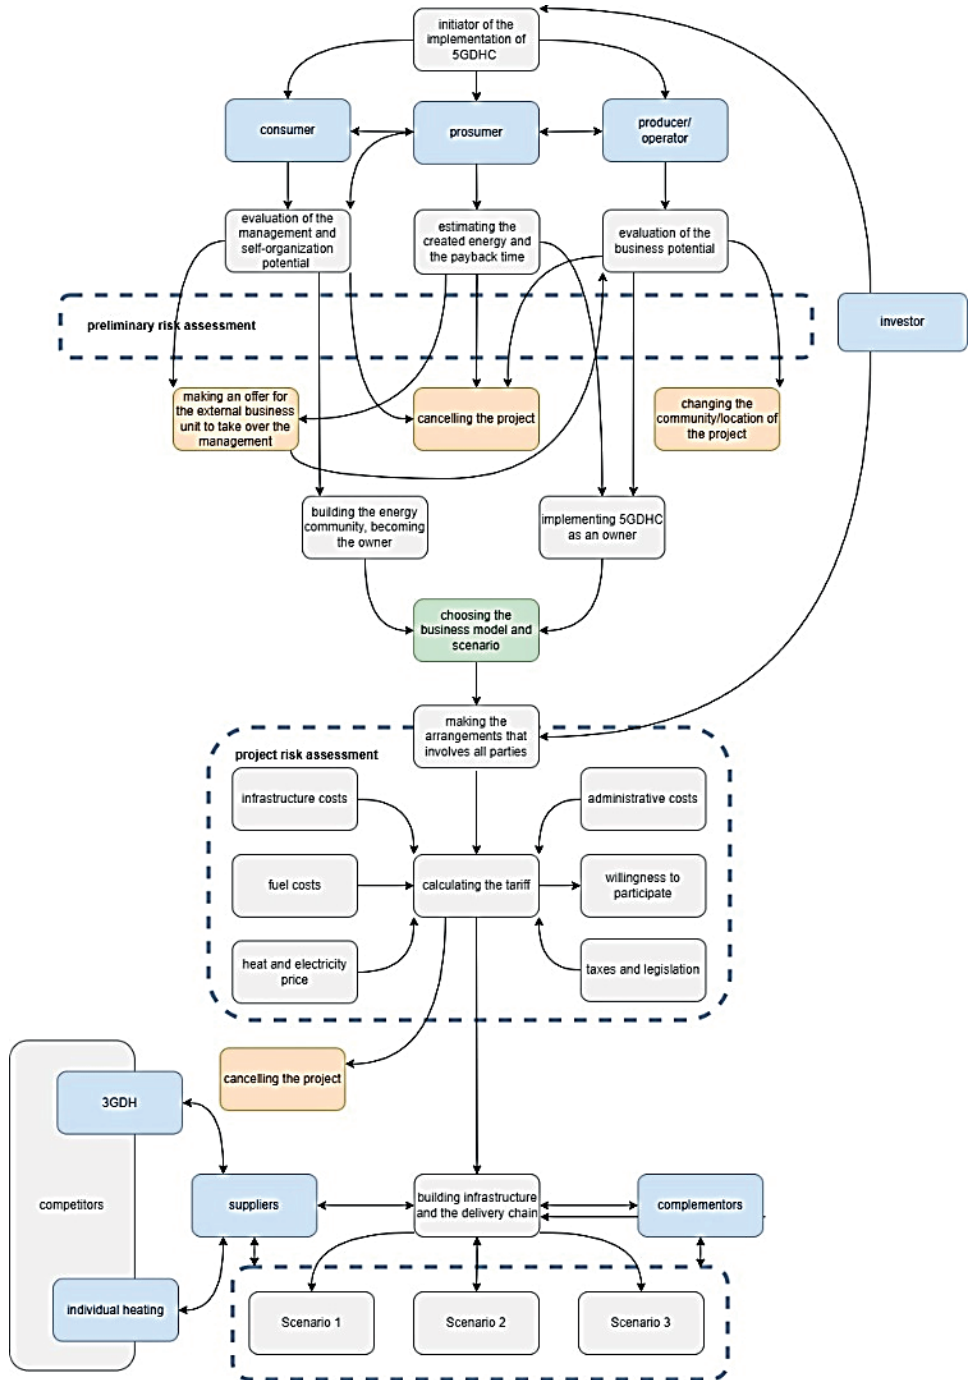 initiator of the
implementation of
5GDHC
consumer
prosumer
producer/
operator
evaluation of the
management and
self-organization
potential
estimating the
created energy and
the payback time
evaluation of the
business potential
preliminary risk assessment
investor
making an offer for
the external business
unit to take over the
management
cancelling the project
changing the
community/location of
the project
building the energy
community, becoming
the owner
implementing 5GDHC
as an owner
choosing the
business model and
scenario
making the
arrangements that
involves all parties
project risk assessment
infrastructure costs
administrative costs
fuel costs
calculating the tariff
willingness to
participate
heat and electricity
price
taxes and legislation
cancelling the project
3GDH
competitors
suppliers
building infrastructure
and the delivery chain
complementors
individual heating
Scenario 1
Scenario 2
Scenario 3